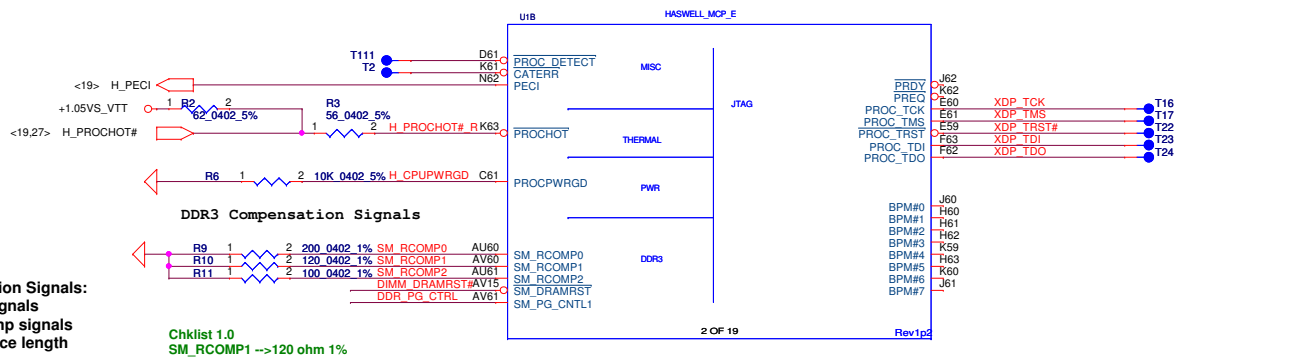 U1B HASWELL_MCP_E
T111 D61 PROC_DETECT MISC
T2 K61 CATERR
<19> H_PECI N62 PECI
PRDY J62
PREQ K62
JTAG
+1.05VS_VTT 1 R2 2 62_0402_5%
R3
56_0402_5%
<19,27> H_PROCHOT# 1 2 H_PROCHOT#_R K63 PROCHOT
THERMAL
PROC_TCK E60 XDP_TCK T16
PROC_TMS E61 XDP_TMS T17
PROC_TRST E59 XDP_TRST# T22
PROC_TDI F63 XDP_TDI T23
PROC_TDO F62 XDP_TDO T24
R6 1 2 10K_0402_5% H_CPUPWRGD C61 PROCPWRGD PWR
DDR3 Compensation Signals
R9 1 2 200_0402_1% SM_RCOMP0 AU60 SM_RCOMP0
R10 1 2 120_0402_1% SM_RCOMP1 AV60 SM_RCOMP1
R11 1 2 100_0402_1% SM_RCOMP2 AU61 SM_RCOMP2
DIMM_DRAMRST# AV15 SM_DRAMRST
DDR_PG_CTRL AV61 SM_PG_CNTL1
DDR3
BPM#0 J60
BPM#1 H60
BPM#2 H61
BPM#3 H62
BPM#4 K59
BPM#5 H63
BPM#6 K60
BPM#7 J61
2 OF 19 Rev1p2
ion Signals:
gnals
mp signals
ce length
Chklist 1.0
SM_RCOMP1 -->120 ohm 1%